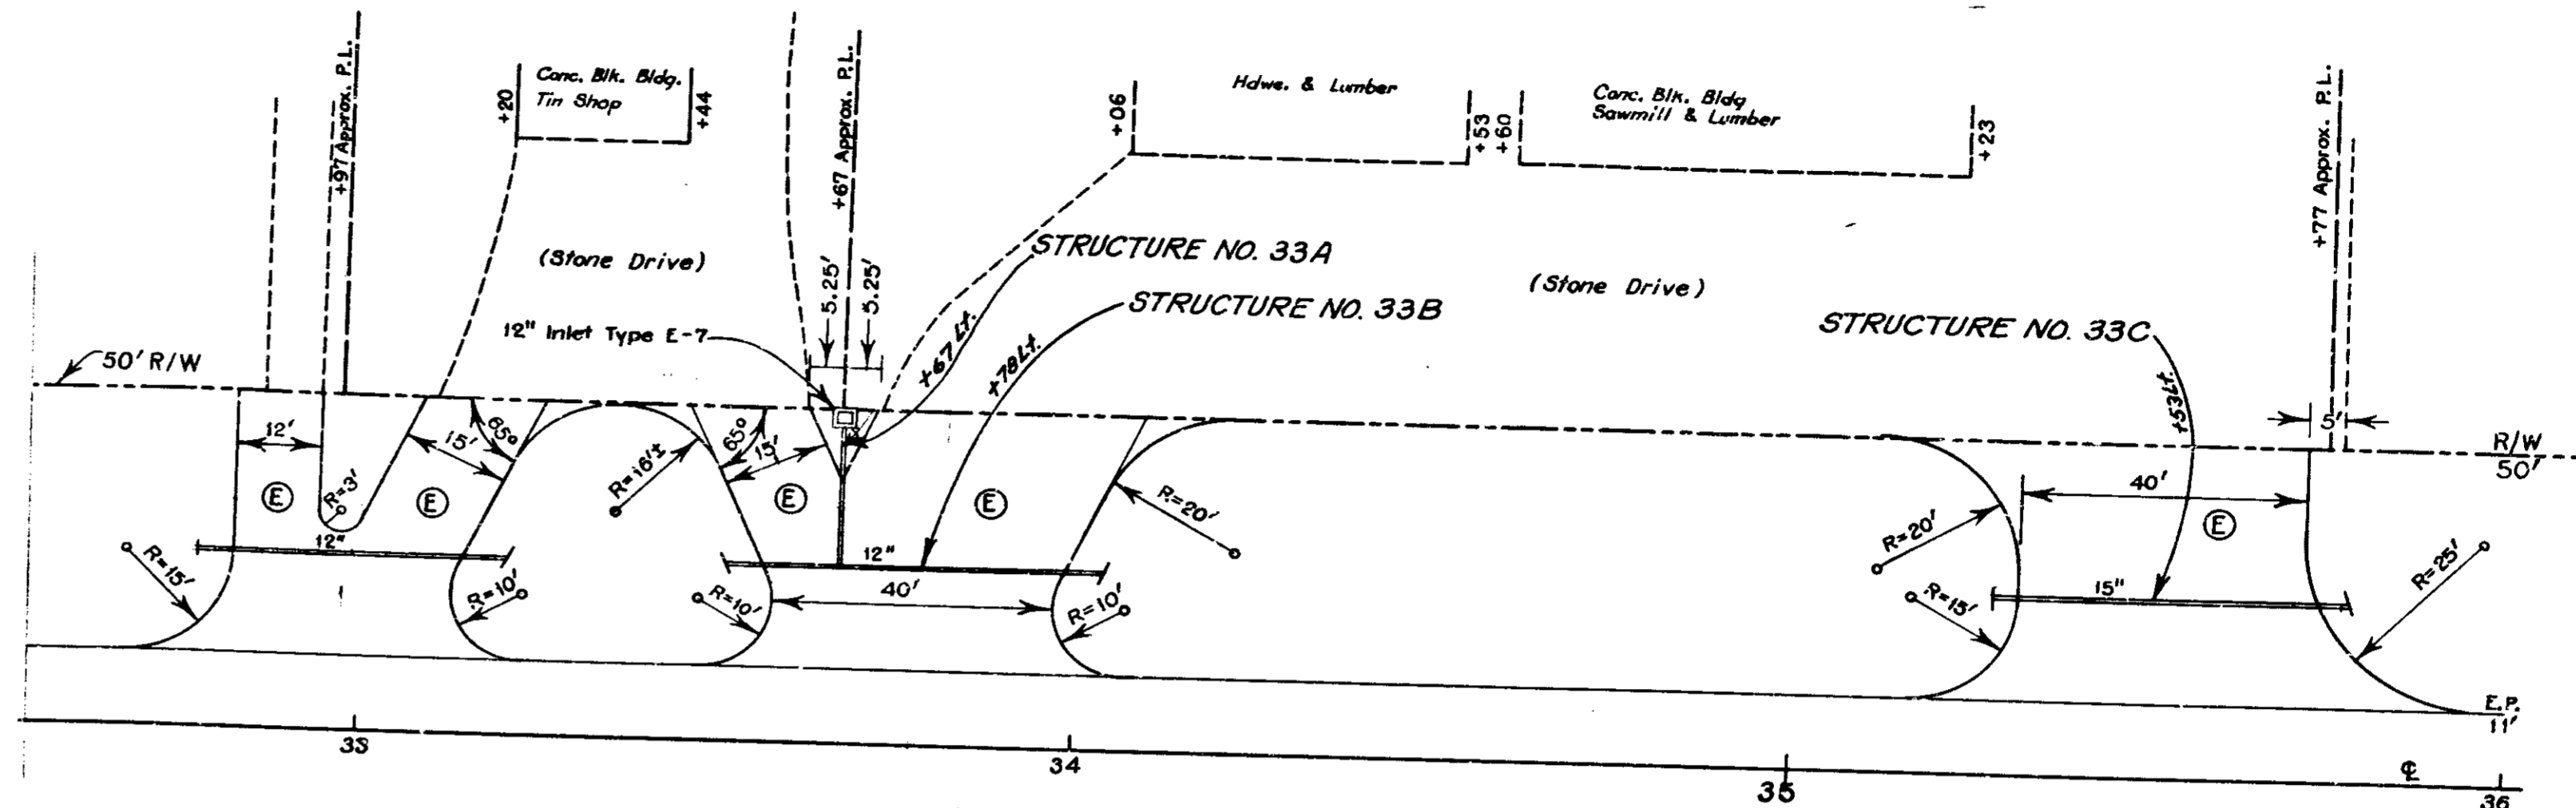 +97 Approx. P.L.
+20
Conc. Blk. Bldg.
Tin Shop
+44
+67 Approx. P.L.
+06
Hdwe. & Lumber
+53
+60
Conc. Blk. Bldg
Sawmill & Lumber
+23
+77 Approx. P.L.
(Stone Drive)
5.25'
5.25'
STRUCTURE NO. 33A
STRUCTURE NO. 33B
(Stone Drive)
STRUCTURE NO. 33C
12" Inlet Type E-7
+67 Lt.
+78 Lt.
+53 Lt.
50' R/W
5'
R/W
50'
12'
15'
65°
65°
15'
R=16'±
R=3'
E
E
E
E
E
R=20'
40'
R=20'
R=15'
12"
R=10'
R=10'
12"
40'
R=10'
R=15'
15"
R=25'
E.P.
11'
33
34
35
℄
36